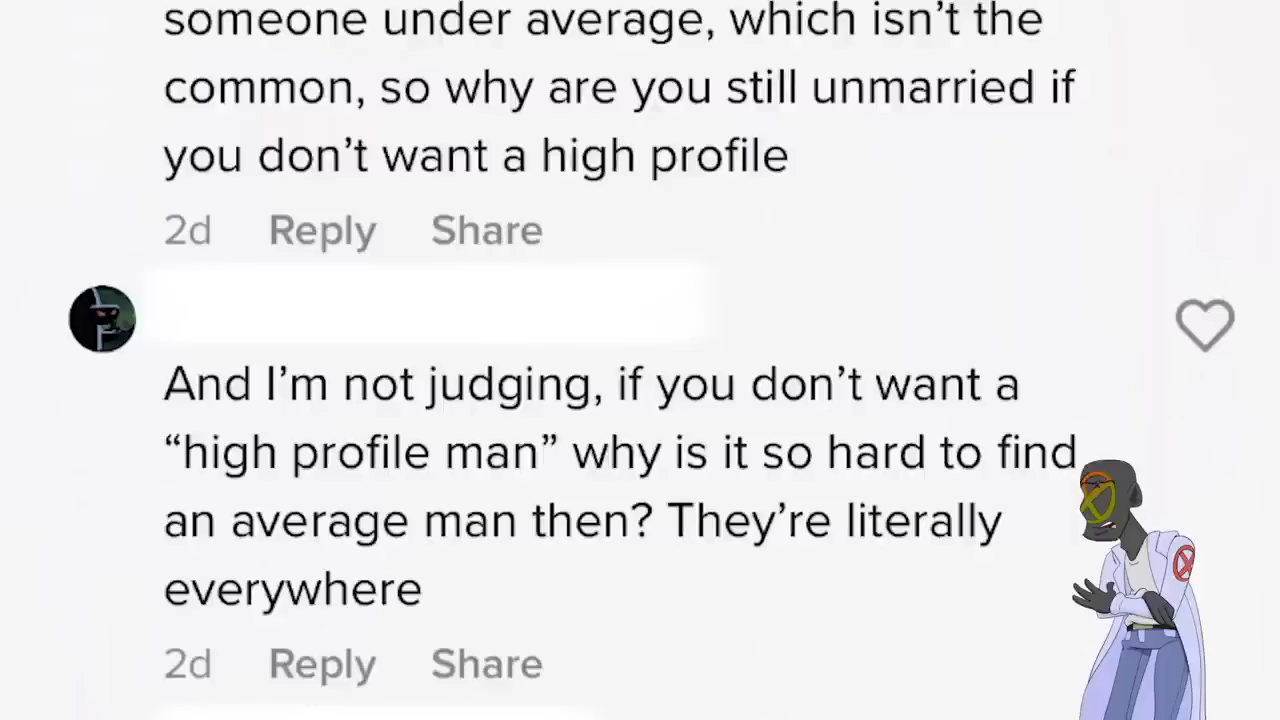 someone under average, which isn't the
common, so why are you still unmarried if
you don't want a high profile
2d Reply Share
And I'm not judging, if you don't want a
“high profile man” why is it so hard to find
an average man then? They're literally
everywhere
2d Reply Share